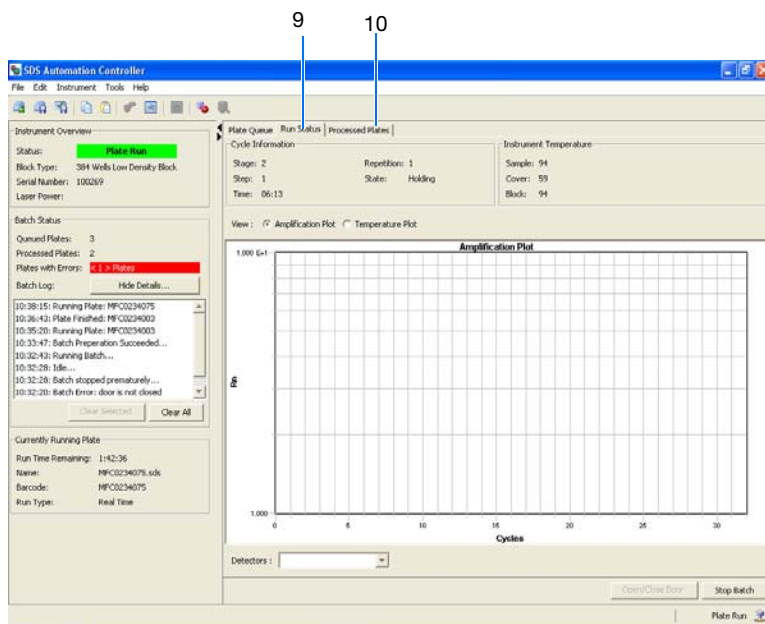 9
10
SDS Automation Controller
File Edit Instrument Tools Help
Instrument Overview
Status: Plate Run
Block Type: 384 Wells Low Density Block
Serial Number: 100269
Laser Power:
Batch Status
Queued Plates: 3
Processed Plates: 2
Plates with Errors: < 1 > Plates
Batch Log: Hide Details...
10:38:15: Running Plate: MFC0234075
10:36:43: Plate Finished: MFC0234003
10:35:20: Running Plate: MFC0234003
10:33:47: Batch Preperation Succeeded...
10:32:43: Running Batch...
10:32:28: Idle...
10:32:28: Batch stopped prematurely...
10:32:20: Batch Error: door is not closed
Clear Selected Clear All
Currently Running Plate
Run Time Remaining: 1:42:36
Name: MFC0234075.sds
Barcode: MFC0234075
Run Type: Real Time
Plate Queue Run Status Processed Plates
Cycle Information
Stage: 2 Repetition: 1
Step: 1 State: Holding
Time: 06:13
Instrument Temperature
Sample: 94
Cover: 59
Block: 94
View : Amplification Plot Temperature Plot
Amplification Plot
1.000 E+1
Rn
1.000
0 5 10 15 20 25 30
Cycles
Detectors :
Open/Close Door Stop Batch
Plate Run